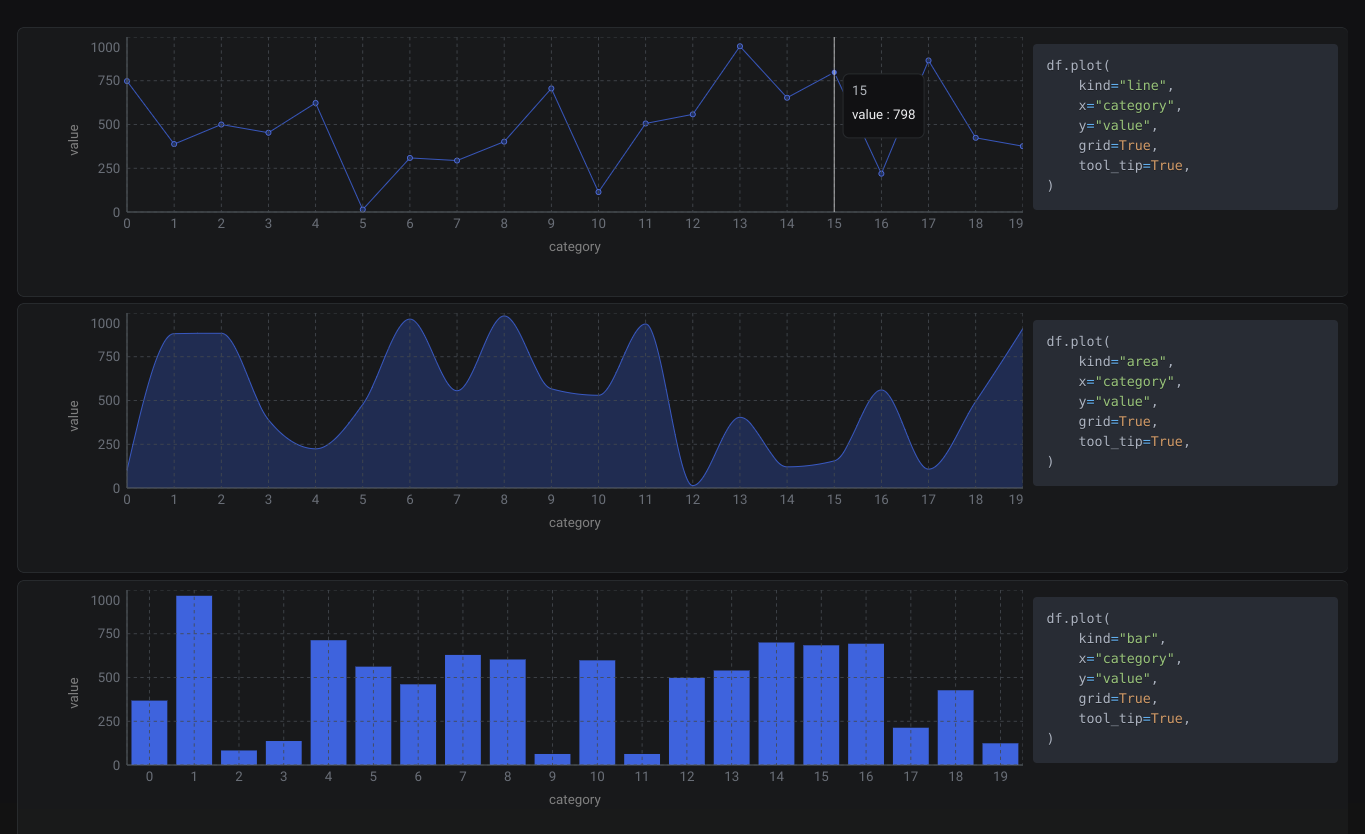 1000
750
500
250
0
value
0 1 2 3 4 5 6 7 8 9 10 11 12 13 14 15 16 17 18 19
category
15
value : 798
df.plot(
    kind="line",
    x="category",
    y="value",
    grid=True,
    tool_tip=True,
)
1000
750
500
250
0
value
0 1 2 3 4 5 6 7 8 9 10 11 12 13 14 15 16 17 18 19
category
df.plot(
    kind="area",
    x="category",
    y="value",
    grid=True,
    tool_tip=True,
)
1000
750
500
250
0
value
0 1 2 3 4 5 6 7 8 9 10 11 12 13 14 15 16 17 18 19
category
df.plot(
    kind="bar",
    x="category",
    y="value",
    grid=True,
    tool_tip=True,
)